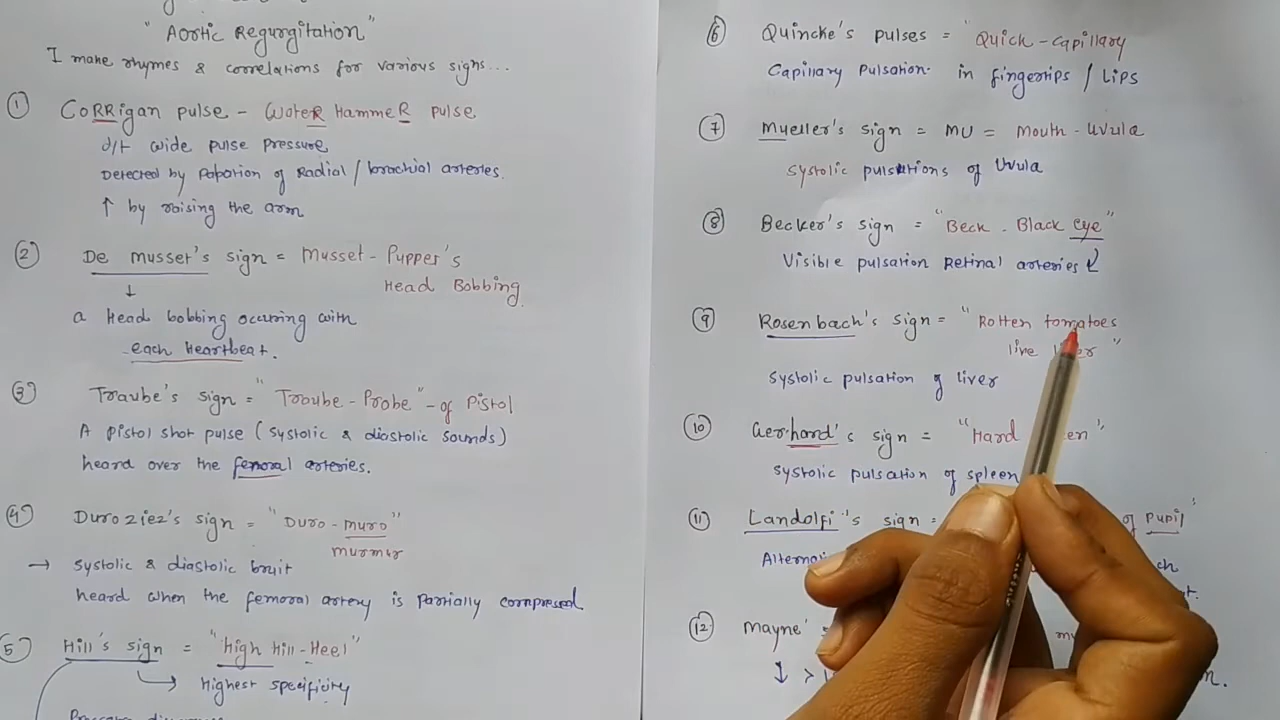 "Aortic Regurgitation"
I make rhymes & correlations for various signs...
① CoRRigan pulse - WateR HammeR pulse
d/t wide pulse pressure
Detected by Palpation of Radial / brachial arteries.
↑ by raising the arm
② De musset's sign = Musset - Pupper's
Head Bobbing
↓
a Head bobbing occuring with
each Heartbeat.
③ Traube's sign = "Traube - Probe" - of Pistol
A pistol shot pulse (systolic & diastolic sounds)
heard over the femoral arteries.
④ Duroziez's sign = "Duro - muro"
murmur
→ systolic & diastolic bruit
heard when the femoral artery is partially compressed
⑤ Hill's sign = "High Hill - Heel"
Highest specificity
⑥ Quincke's pulses = "Quick - Capillary
Capillary Pulsation in fingertips / Lips
⑦ Mueller's sign = MU = Mouth - Uvula
Systolic pulsations of Uvula
⑧ Becker's sign = "Beck - Black eye"
Visible pulsation Retinal arteries
⑨ Rosenbach's sign = "Rotten tomatoes
live"
Systolic pulsation of liver
⑩ Gerhard's sign = "Hard
Systolic pulsation of spleen
⑪ Landolfi's sign = of Pupil"
⑫ Mayne's
↓ >